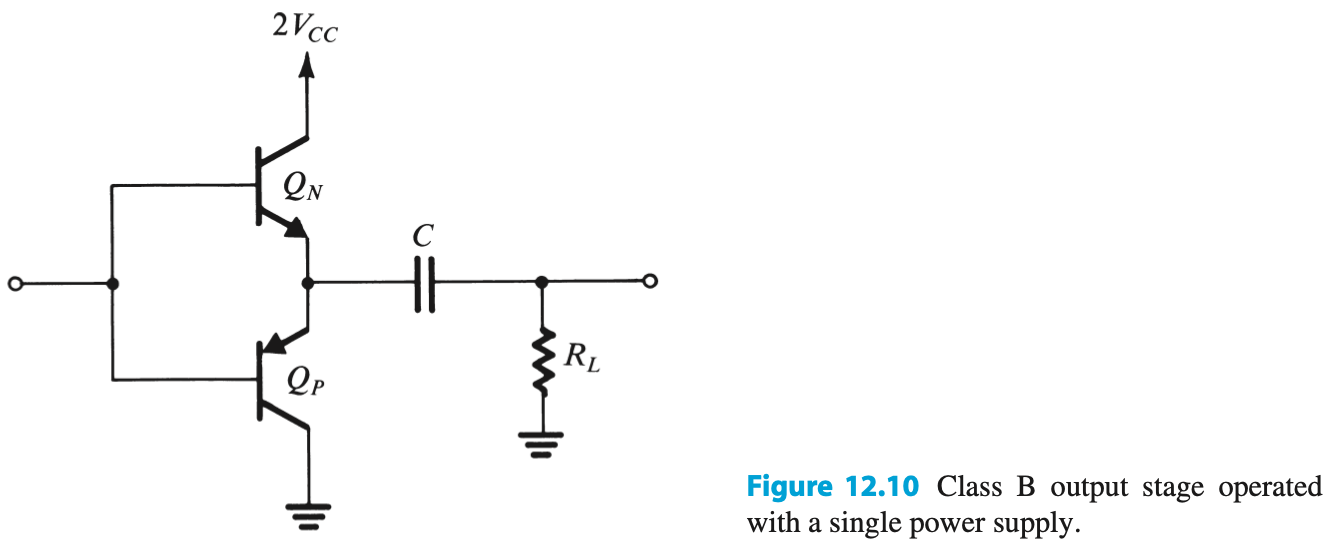 2V_CC
Q_N
C
R_L
Q_P
Figure 12.10 Class B output stage operated
with a single power supply.